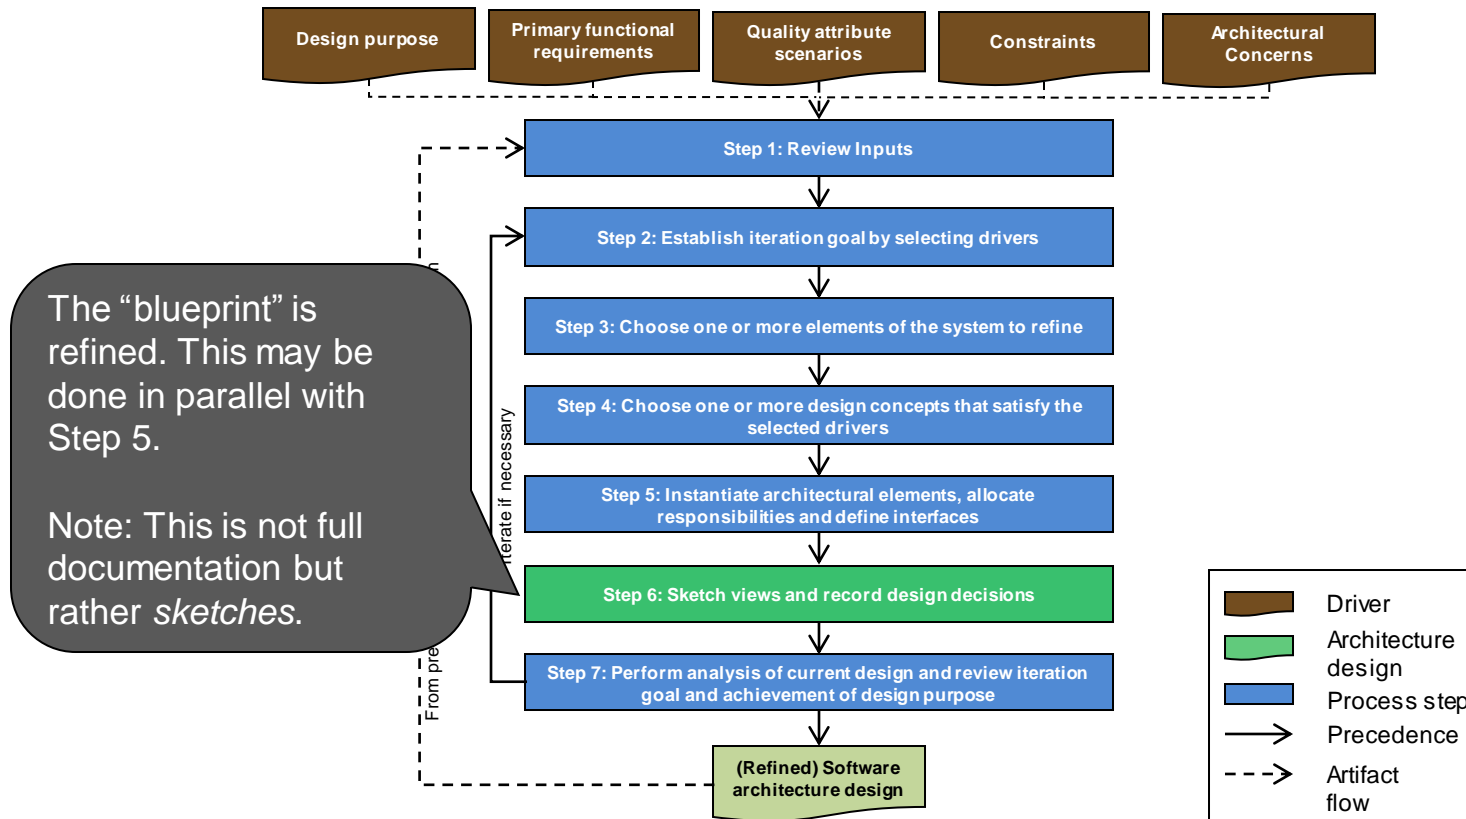 Design purpose
Primary functional
requirements
Quality attribute
scenarios
Constraints
Architectural
Concerns
Step 1: Review Inputs
Step 2: Establish iteration goal by selecting drivers
Step 3: Choose one or more elements of the system to refine
Step 4: Choose one or more design concepts that satisfy the
selected drivers
Step 5: Instantiate architectural elements, allocate
responsibilities and define interfaces
Step 6: Sketch views and record design decisions
Step 7: Perform analysis of current design and review iteration
goal and achievement of design purpose
(Refined) Software
architecture design
The “blueprint” is
refined. This may be
done in parallel with
Step 5.
Note: This is not full
documentation but
rather sketches.
terate if necessary
From pre
Driver
Architecture
design
Process step
Precedence
Artifact
flow